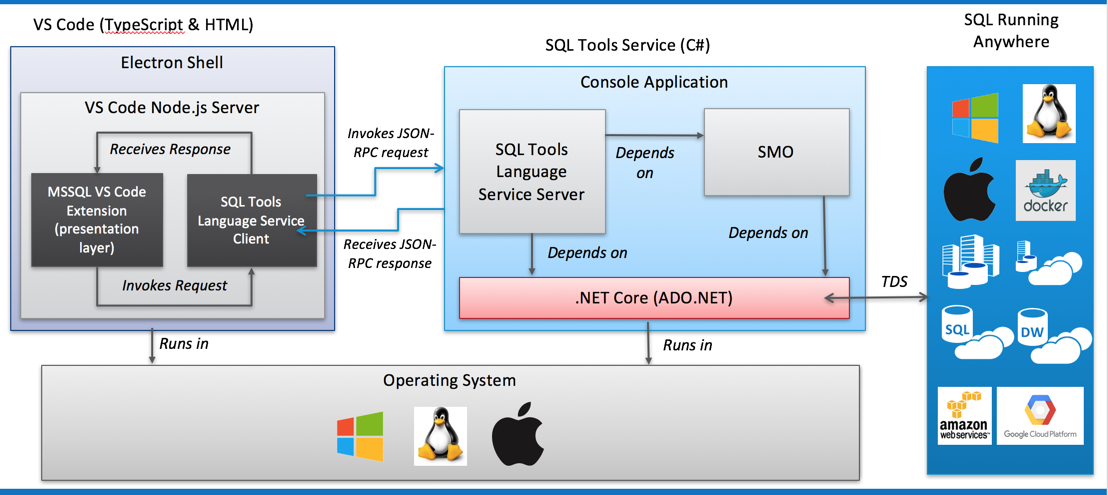 VS Code (TypeScript & HTML)
Electron Shell
VS Code Node.js Server
Receives Response
MSSQL VS Code
Extension
(presentation
layer)
SQL Tools
Language Service
Client
Invokes Request
Runs in
Invokes JSON-
RPC request
Receives JSON-
RPC response
SQL Tools Service (C#)
Console Application
SQL Tools
Language
Service Server
Depends
on
SMO
Depends on
Depends on
.NET Core (ADO.NET)
Runs in
TDS
Operating System
SQL Running
Anywhere
docker
SQL
DW
amazon
webservices™
Google Cloud Platform